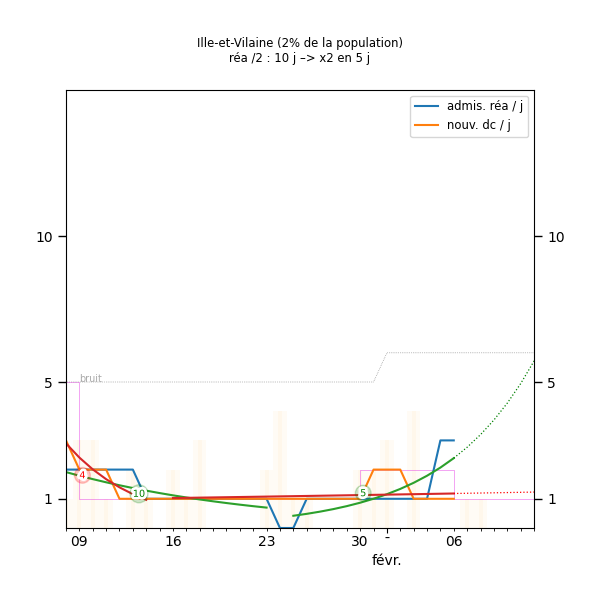 Ille-et-Vilaine (2% de la population)
réa /2 : 10 j –> x2 en 5 j
admis. réa / j
nouv. dc / j
10
10
bruit
5
5
4
10
5
1
1
09
16
23
30
-
06
févr.